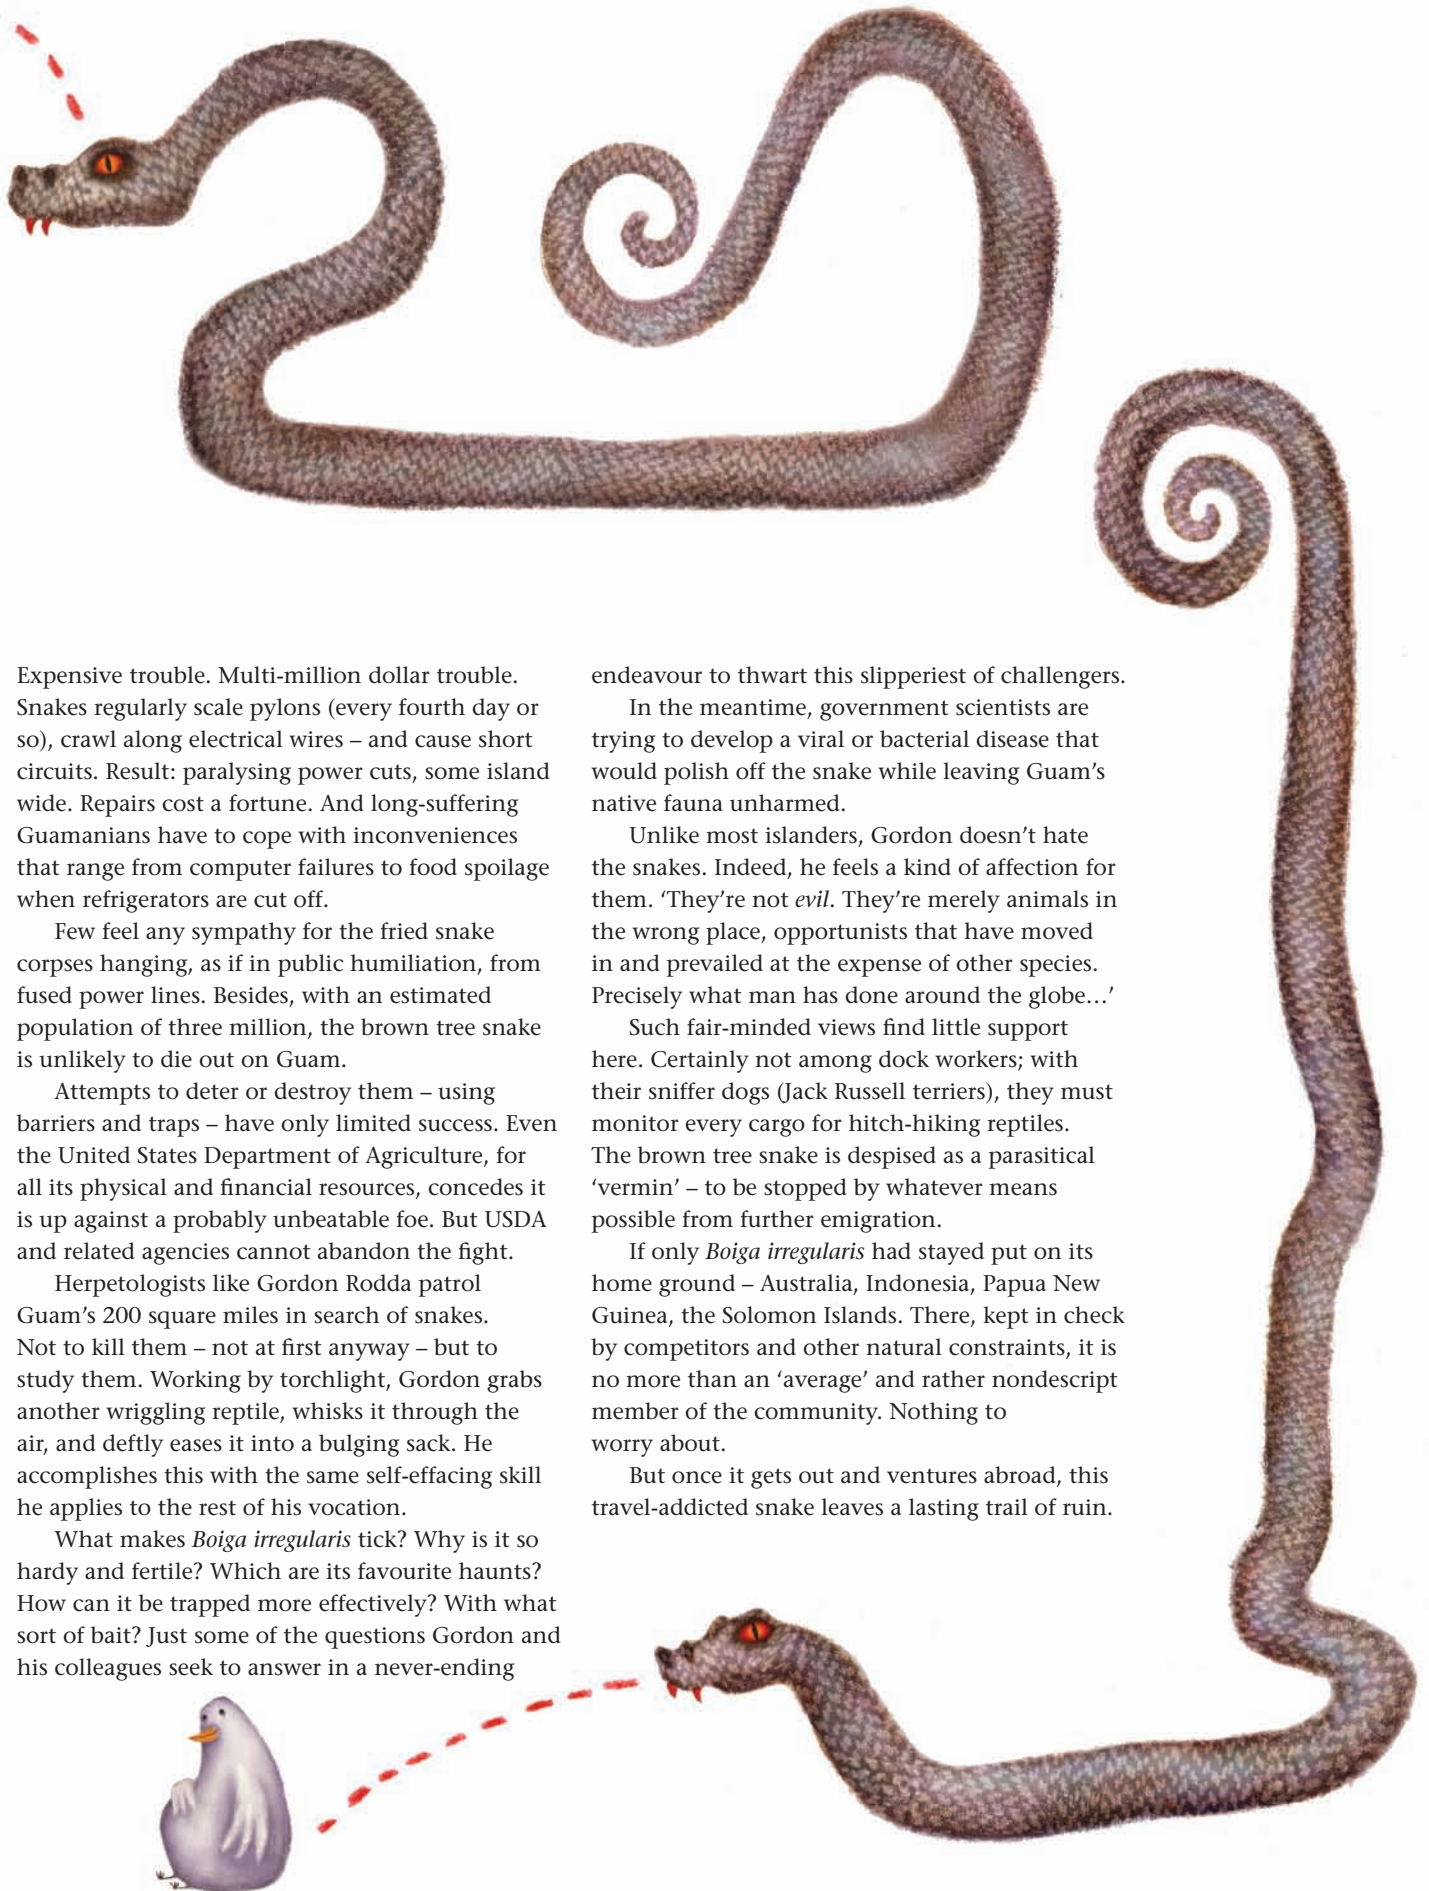 Expensive trouble. Multi-million dollar trouble.
Snakes regularly scale pylons (every fourth day or
so), crawl along electrical wires – and cause short
circuits. Result: paralysing power cuts, some island
wide. Repairs cost a fortune. And long-suffering
Guamanians have to cope with inconveniences
that range from computer failures to food spoilage
when refrigerators are cut off.
Few feel any sympathy for the fried snake
corpses hanging, as if in public humiliation, from
fused power lines. Besides, with an estimated
population of three million, the brown tree snake
is unlikely to die out on Guam.
Attempts to deter or destroy them – using
barriers and traps – have only limited success. Even
the United States Department of Agriculture, for
all its physical and financial resources, concedes it
is up against a probably unbeatable foe. But USDA
and related agencies cannot abandon the fight.
Herpetologists like Gordon Rodda patrol
Guam's 200 square miles in search of snakes.
Not to kill them – not at first anyway – but to
study them. Working by torchlight, Gordon grabs
another wriggling reptile, whisks it through the
air, and deftly eases it into a bulging sack. He
accomplishes this with the same self-effacing skill
he applies to the rest of his vocation.
What makes Boiga irregularis tick? Why is it so
hardy and fertile? Which are its favourite haunts?
How can it be trapped more effectively? With what
sort of bait? Just some of the questions Gordon and
his colleagues seek to answer in a never-ending
endeavour to thwart this slipperiest of challengers.
In the meantime, government scientists are
trying to develop a viral or bacterial disease that
would polish off the snake while leaving Guam's
native fauna unharmed.
Unlike most islanders, Gordon doesn't hate
the snakes. Indeed, he feels a kind of affection for
them. 'They're not evil. They're merely animals in
the wrong place, opportunists that have moved
in and prevailed at the expense of other species.
Precisely what man has done around the globe…'
Such fair-minded views find little support
here. Certainly not among dock workers; with
their sniffer dogs (Jack Russell terriers), they must
monitor every cargo for hitch-hiking reptiles.
The brown tree snake is despised as a parasitical
'vermin' – to be stopped by whatever means
possible from further emigration.
If only Boiga irregularis had stayed put on its
home ground – Australia, Indonesia, Papua New
Guinea, the Solomon Islands. There, kept in check
by competitors and other natural constraints, it is
no more than an 'average' and rather nondescript
member of the community. Nothing to
worry about.
But once it gets out and ventures abroad, this
travel-addicted snake leaves a lasting trail of ruin.